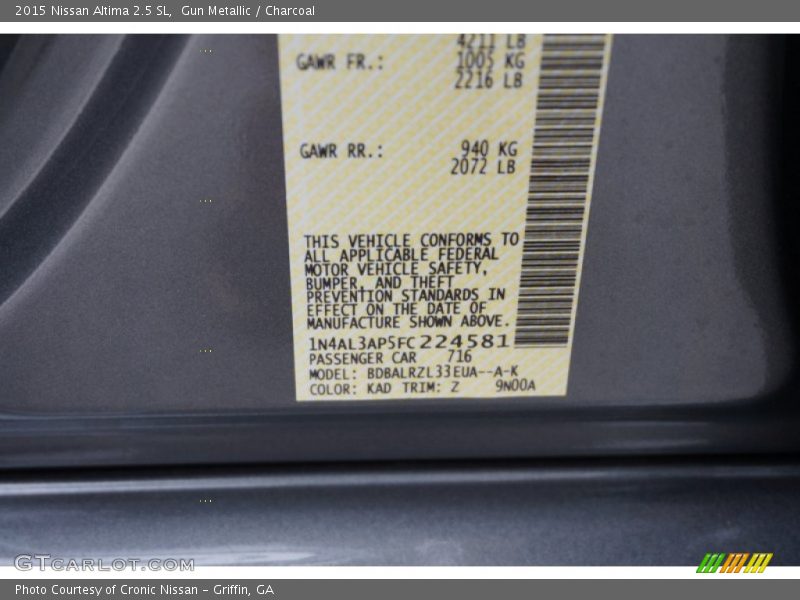 2015 Nissan Altima 2.5 SL,  Gun Metallic / Charcoal
4211 LB
GAWR FR.: 1005 KG
2216 LB
GAWR RR.: 940 KG
2072 LB
THIS VEHICLE CONFORMS TO
ALL APPLICABLE FEDERAL
MOTOR VEHICLE SAFETY,
BUMPER, AND THEFT
PREVENTION STANDARDS IN
EFFECT ON THE DATE OF
MANUFACTURE SHOWN ABOVE.
1N4AL3AP5FC224581
PASSENGER CAR 716
MODEL: BDBALRZL33EUA--A-K
COLOR: KAD TRIM: Z 9N00A
GTCARLOT.COM
Photo Courtesy of Cronic Nissan - Griffin, GA